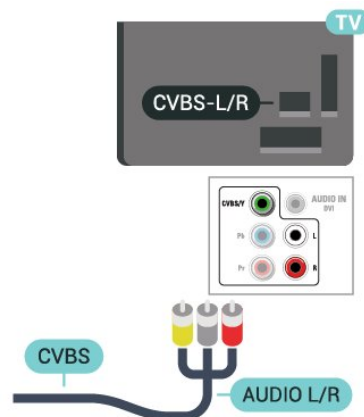 TV
CVBS-L/R
CVBS/Y
AUDIO IN
DVI
Pb
L
Pr
R
CVBS
AUDIO L/R